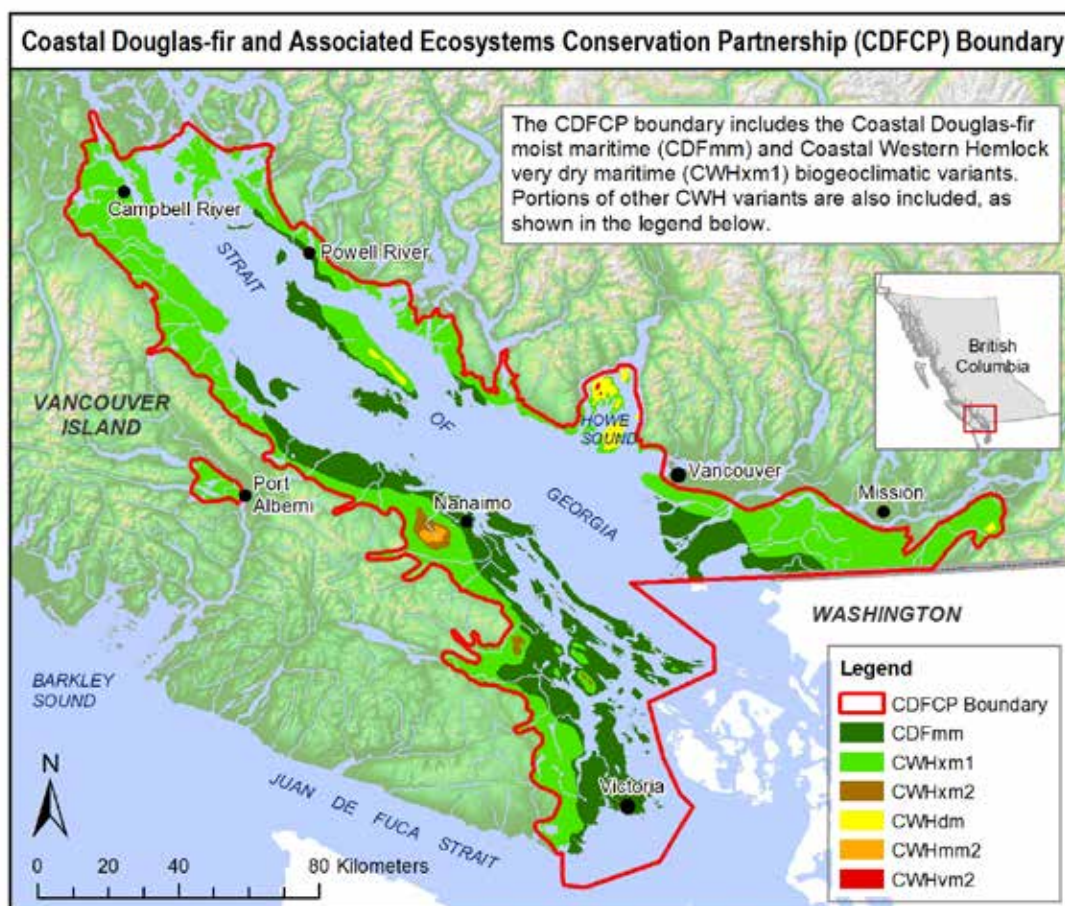 Coastal Douglas-fir and Associated Ecosystems Conservation Partnership (CDFCP) Boundary
The CDFCP boundary includes the Coastal Douglas-fir
moist maritime (CDFmm) and Coastal Western Hemlock
very dry maritime (CWHxm1) biogeoclimatic variants.
Portions of other CWH variants are also included, as
shown in the legend below.
Campbell River
Powell River
STRAIT
OF
GEORGIA
British
Columbia
VANCOUVER
ISLAND
HOWE
SOUND
Vancouver
Mission
Port
Alberni
Nanaimo
WASHINGTON
BARKLEY
SOUND
Victoria
JUAN DE FUCA STRAIT
N
0 20 40 80 Kilometers
Legend
CDFCP Boundary
CDFmm
CWHxm1
CWHxm2
CWHdm
CWHmm2
CWHvm2